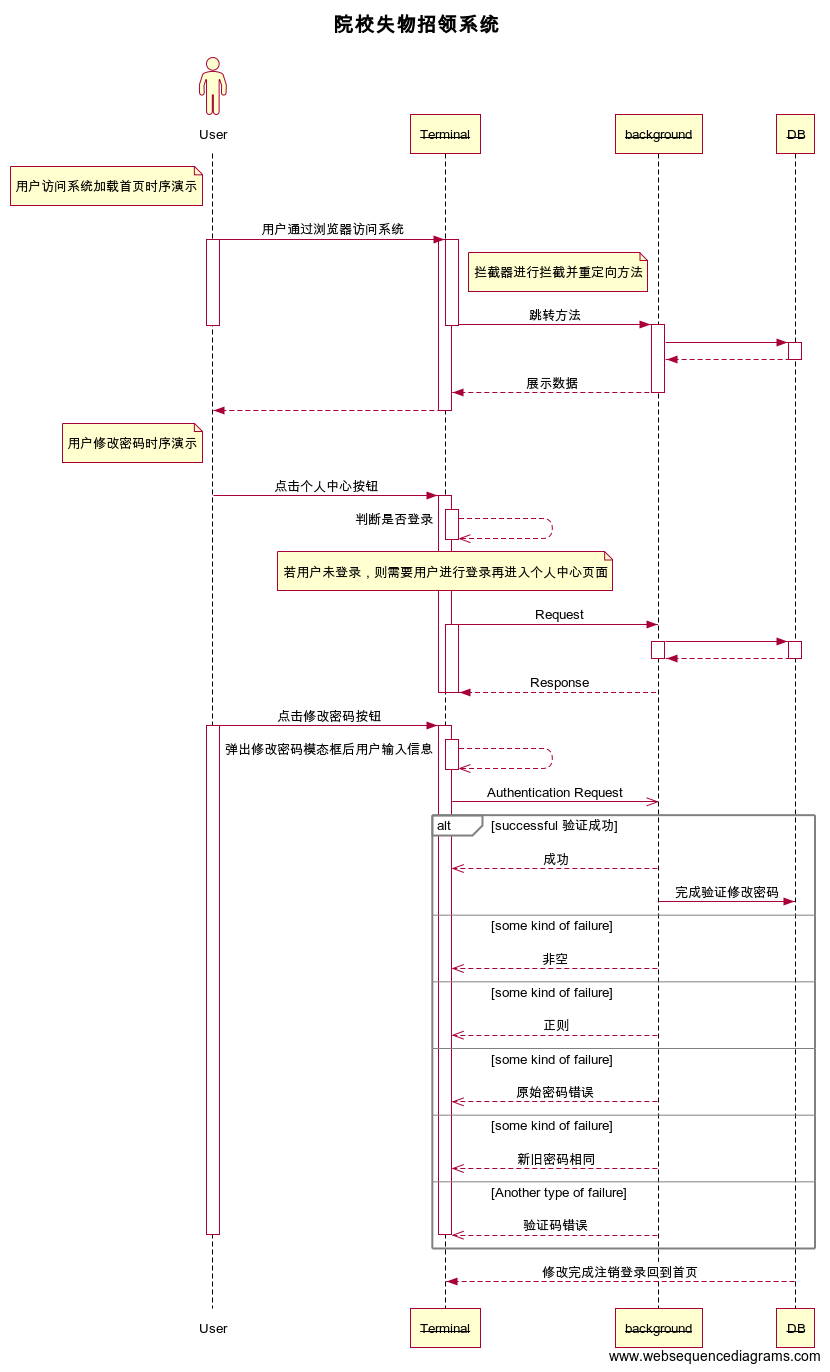 院校失物招领系统
User
Terminal
background
DB
用户访问系统加载首页时序演示
用户通过浏览器访问系统
拦截器进行拦截并重定向方法
跳转方法
展示数据
用户修改密码时序演示
点击个人中心按钮
判断是否登录
若用户未登录，则需要用户进行登录再进入个人中心页面
Request
Response
点击修改密码按钮
弹出修改密码模态框后用户输入信息
Authentication Request
alt
[successful 验证成功]
成功
完成验证修改密码
[some kind of failure]
非空
[some kind of failure]
正则
[some kind of failure]
原始密码错误
[some kind of failure]
新旧密码相同
[Another type of failure]
验证码错误
修改完成注销登录回到首页
User
Terminal
background
DB
www.websequencediagrams.com